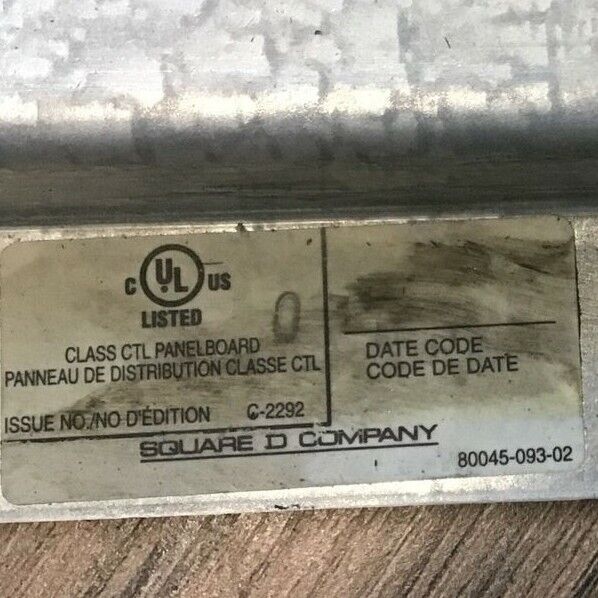 C UL US
LISTED
0
CLASS CTL PANELBOARD
PANNEAU DE DISTRIBUTION CLASSE CTL
ISSUE NO./NO D'ÉDITION C-2292
DATE CODE
CODE DE DATE
SQUARE D COMPANY
80045-093-02